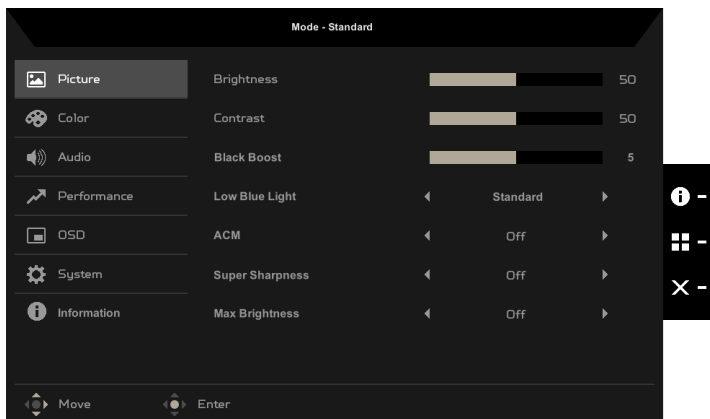 Mode - Standard
Picture
Brightness 50
Color
Contrast 50
Audio
Black Boost 5
Performance
Low Blue Light Standard
OSD
ACM Off
System
Super Sharpness Off
Information
Max Brightness Off
Move Enter